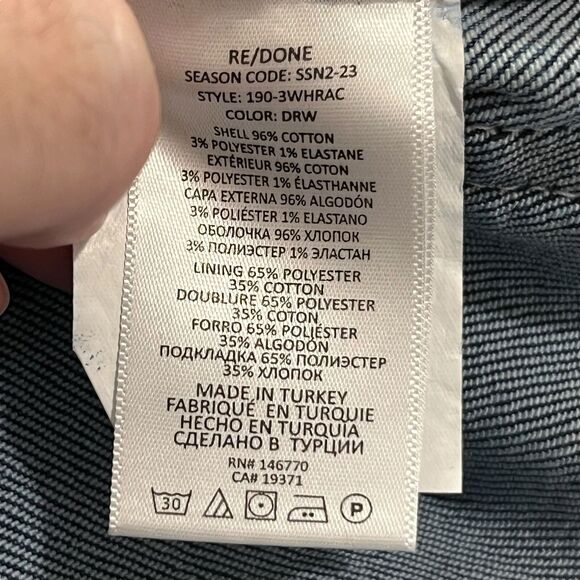 RE/DONE
SEASON CODE: SSN2-23
STYLE: 190-3WHRAC
COLOR: DRW
SHELL 96% COTTON
3% POLYESTER 1% ELASTANE
EXTÉRIEUR 96% COTON
3% POLYESTER 1% ÉLASTHANNE
CAPA EXTERNA 96% ALGODÓN
3% POLIÉSTER 1% ELASTANO
ОБОЛОЧКА 96% ХЛОПОК
3% ПОЛИЭСТЕР 1% ЭЛАСТАН
LINING 65% POLYESTER
35% COTTON
DOUBLURE 65% POLYESTER
35% COTON
FORRO 65% POLIÉSTER
35% ALGODÓN
ПОДКЛАДКА 65% ПОЛИЭСТЕР
35% ХЛОПОК
MADE IN TURKEY
FABRIQUÉ EN TURQUIE
HECHO EN TURQUÍA
СДЕЛАНО В ТУРЦИИ
RN# 146770
CA# 19371
30 P